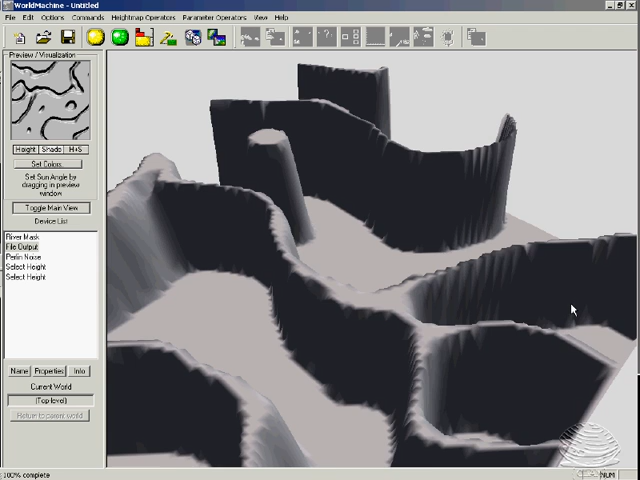 WorldMachine - Untitled
File Edit Options Commands Heightmap Operators Parameter Operators View Help
Preview / Visualization
Height Shade H+S
Set Colors..
Set Sun Angle by
dragging in preview
window
Toggle Main View
Device List
River Mask
File Output
Perlin Noise
Select Height
Select Height
Name Properties Info
Current World
(Top level)
Return to parent world
100% complete
NUM